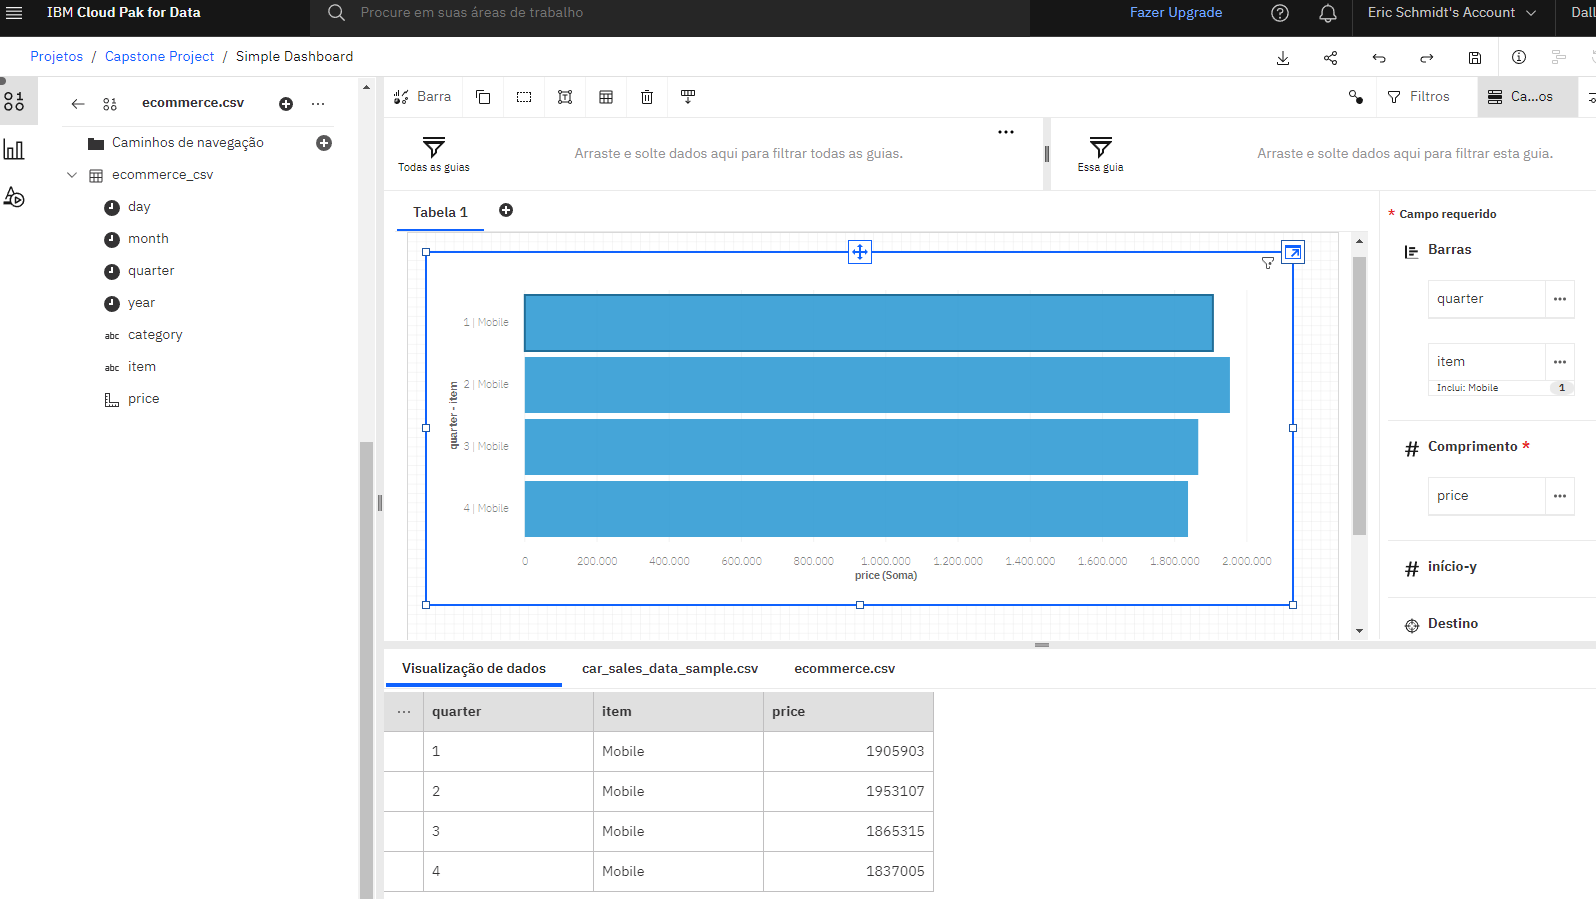 IBM Cloud Pak for Data
Procure em suas áreas de trabalho
Fazer Upgrade
Eric Schmidt's Account
Dall
Projetos / Capstone Project / Simple Dashboard
ecommerce.csv
Caminhos de navegação
ecommerce_csv
day
month
quarter
year
abc category
abc item
price
Barra
Filtros
Ca...os
Todas as guias
Arraste e solte dados aqui para filtrar todas as guias.
Essa guia
Arraste e solte dados aqui para filtrar esta guia.
Tabela 1
quarter - item
1 | Mobile
2 | Mobile
3 | Mobile
4 | Mobile
0 200.000 400.000 600.000 800.000 1.000.000 1.200.000 1.400.000 1.600.000 1.800.000 2.000.000
price (Soma)
* Campo requerido
Barras
quarter
item
Inclui: Mobile 1
Comprimento *
price
início-y
Destino
Visualização de dados car_sales_data_sample.csv ecommerce.csv
quarter item price
1 Mobile 1905903
2 Mobile 1953107
3 Mobile 1865315
4 Mobile 1837005